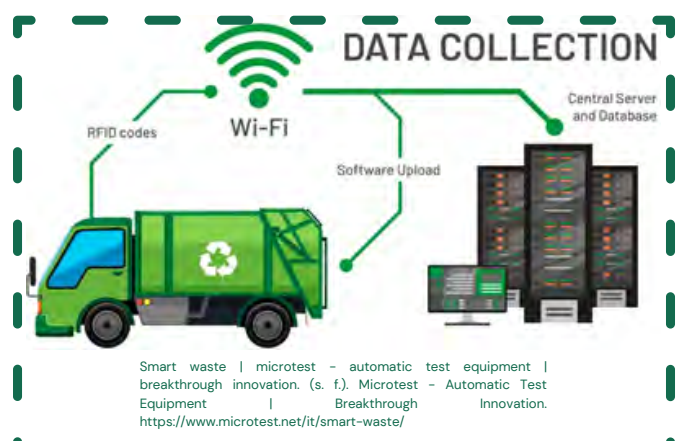 DATA COLLECTION
Central Server
and Database
RFID codes
Wi-Fi
Software Upload
Smart waste | microtest - automatic test equipment |
breakthrough innovation. (s. f.). Microtest - Automatic Test
Equipment | Breakthrough Innovation.
https://www.microtest.net/it/smart-waste/